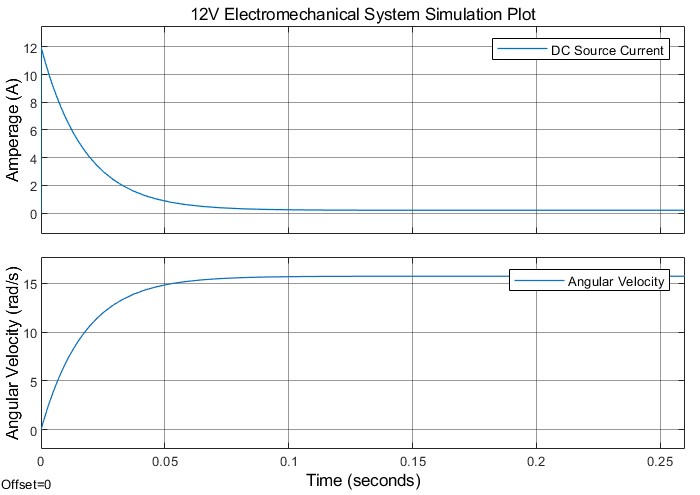 12V Electromechanical System Simulation Plot
DC Source Current
Amperage (A)
12
10
8
6
4
2
0
Angular Velocity
Angular Velocity (rad/s)
15
10
5
0
0 0.05 0.1 0.15 0.2 0.25
Time (seconds)
Offset=0